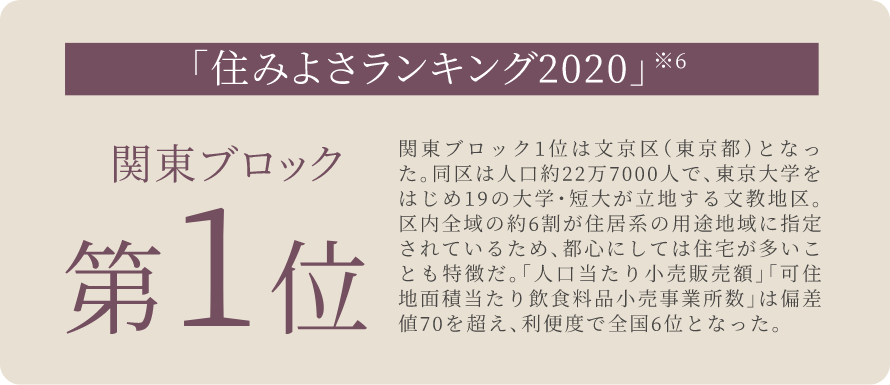 「住みよさランキング2020」※6
関東ブロック
第1位
関東ブロック1位は文京区（東京都）となっ
た。同区は人口約22万7000人で、東京大学を
はじめ19の大学・短大が立地する文教地区。
区内全域の約6割が住居系の用途地域に指定
されているため、都心にしては住宅が多いこ
とも特徴だ。「人口当たり小売販売額」「可住
地面積当たり飲食料品小売事業所数」は偏差
値70を超え、利便度で全国6位となった。